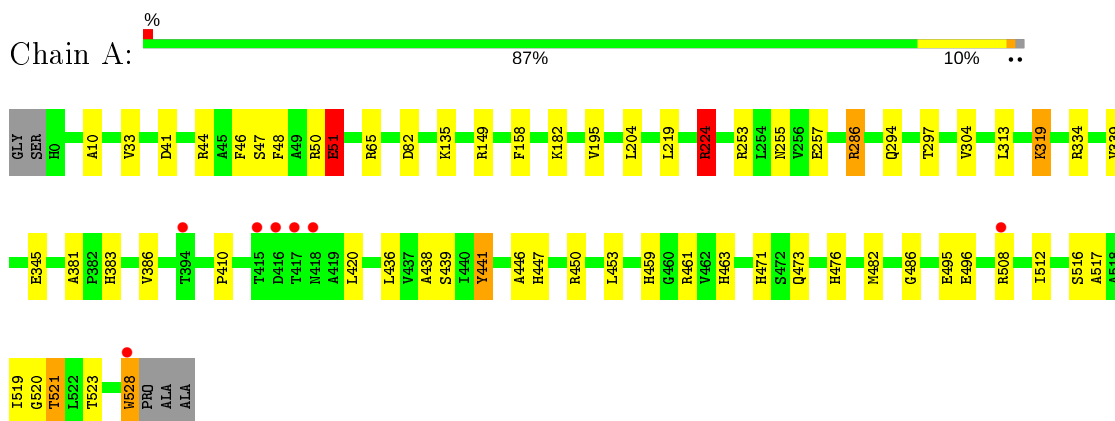 %
Chain A:
87% 10% ••
GLY SER H0 A10 V33 D41 R44 A45 F46 S47 F48 A49 R50 E51 R65 D82 K135 R149 F158 K182 V195 L204 L219 R224 R253 L254 N255 V256 E257 R286 Q294 T297 V304 L313 K319 R334
E345 A381 P382 H383 V386 T394 P410 T415 D416 T417 N418 A419 L420 L436 V437 A438 S439 I440 Y441 A446 H447 R450 L453 H459 G460 R461 V462 H463 H471 S472 Q473 H476 M482 G486 E495 E496 R508 I512 S516 A517 A518
I519 G520 T521 L522 T523 W528 PRO ALA ALA